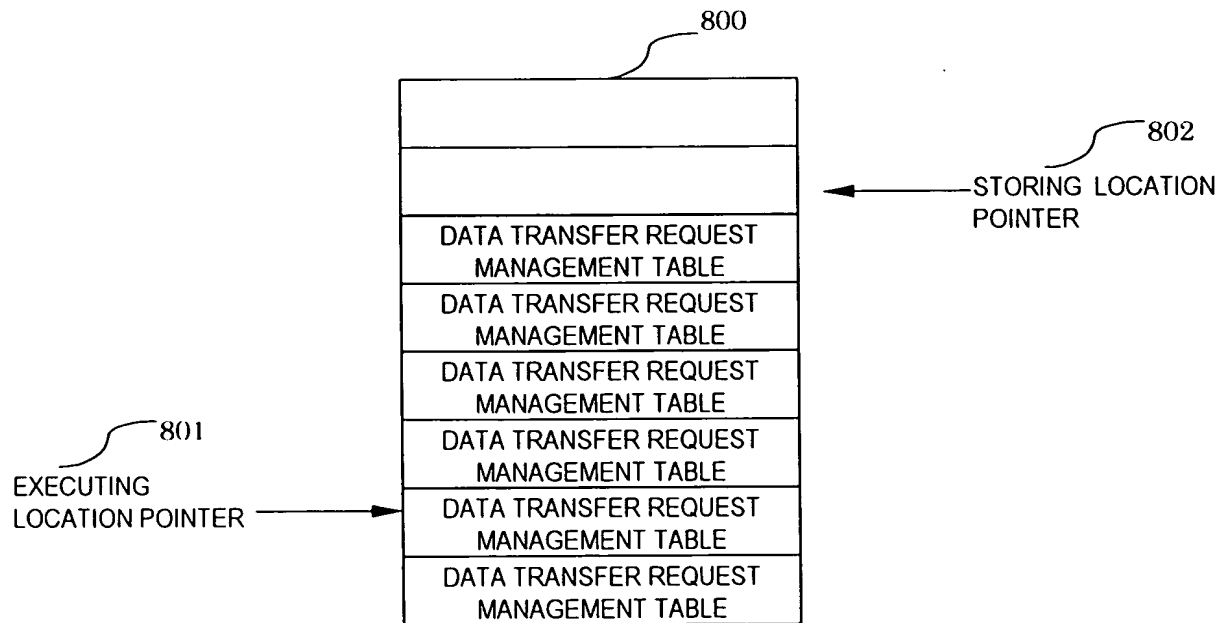 800
802
STORING LOCATION
POINTER
DATA TRANSFER REQUEST
MANAGEMENT TABLE
DATA TRANSFER REQUEST
MANAGEMENT TABLE
DATA TRANSFER REQUEST
MANAGEMENT TABLE
DATA TRANSFER REQUEST
MANAGEMENT TABLE
801
EXECUTING
LOCATION POINTER
DATA TRANSFER REQUEST
MANAGEMENT TABLE
DATA TRANSFER REQUEST
MANAGEMENT TABLE